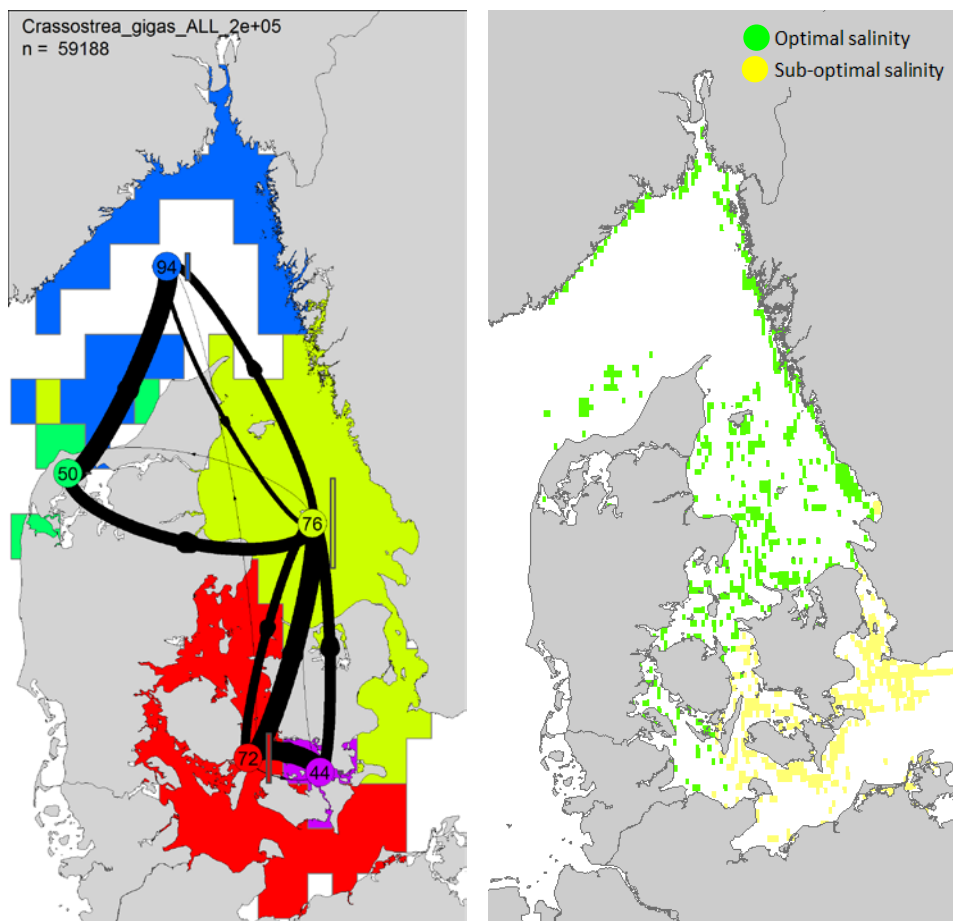 Crassostrea_gigas_ALL_2e+05
n = 59188
Optimal salinity
Sub-optimal salinity
94
50
76
72
44